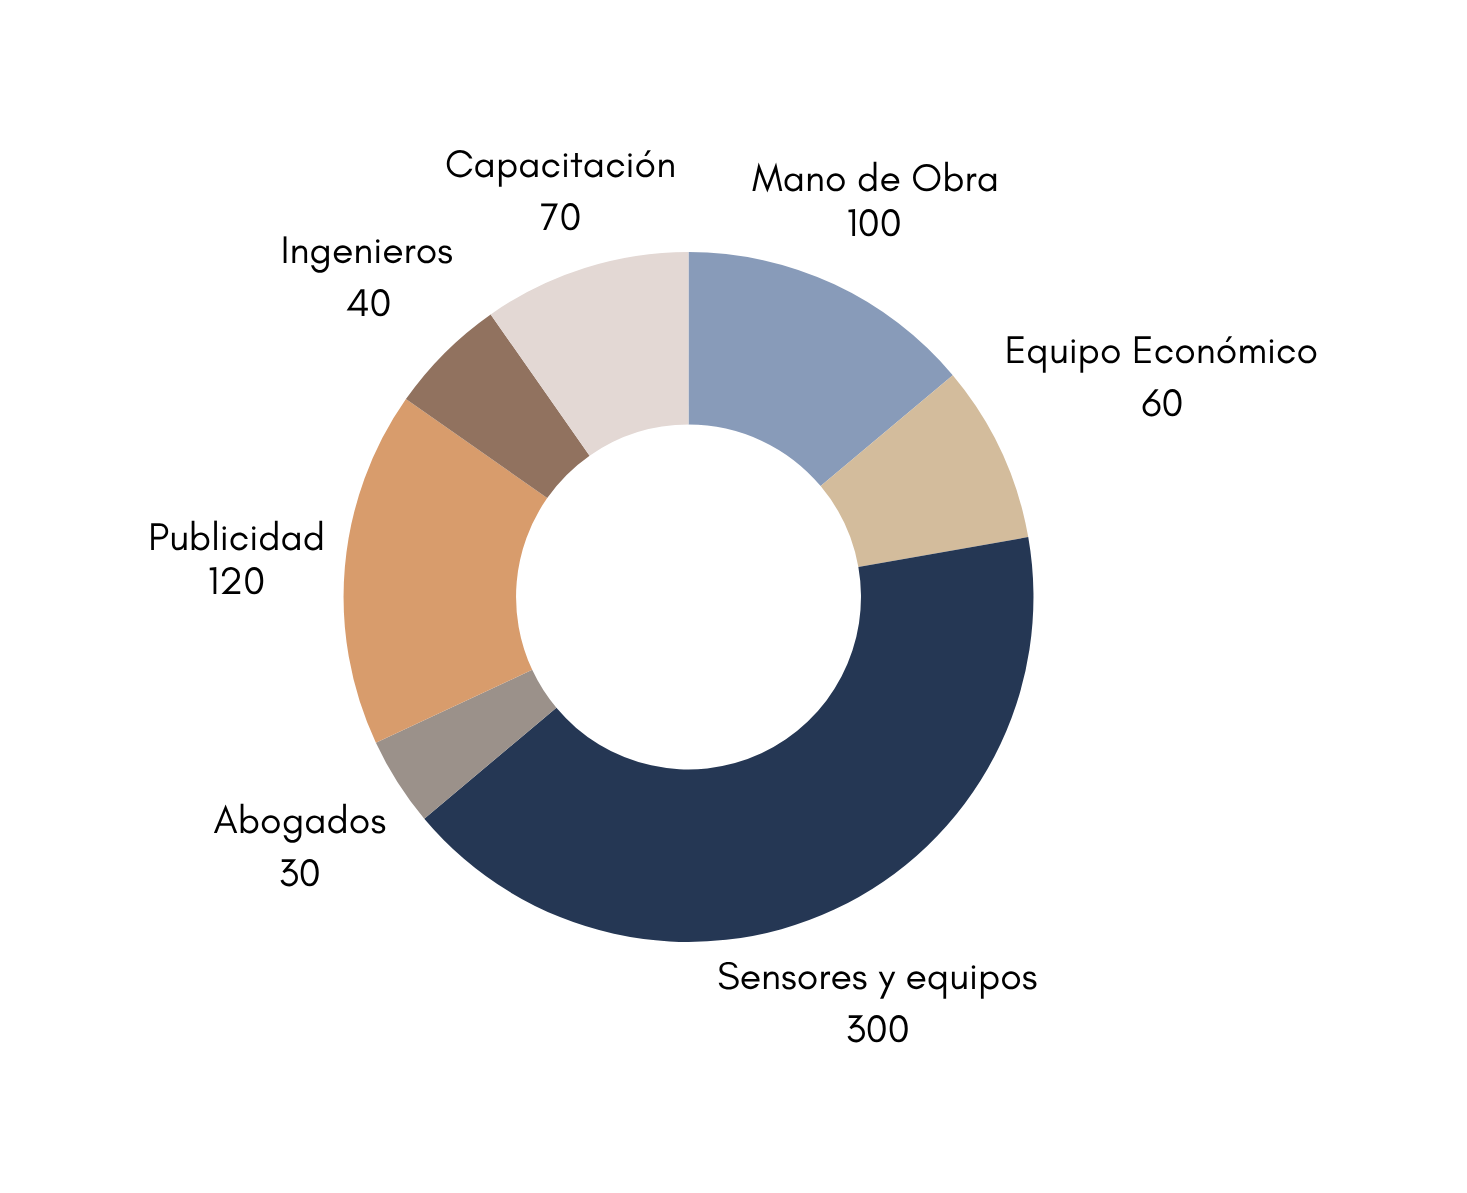 Capacitación
70
Mano de Obra
100
Ingenieros
40
Equipo Económico
60
Publicidad
120
Abogados
30
Sensores y equipos
300